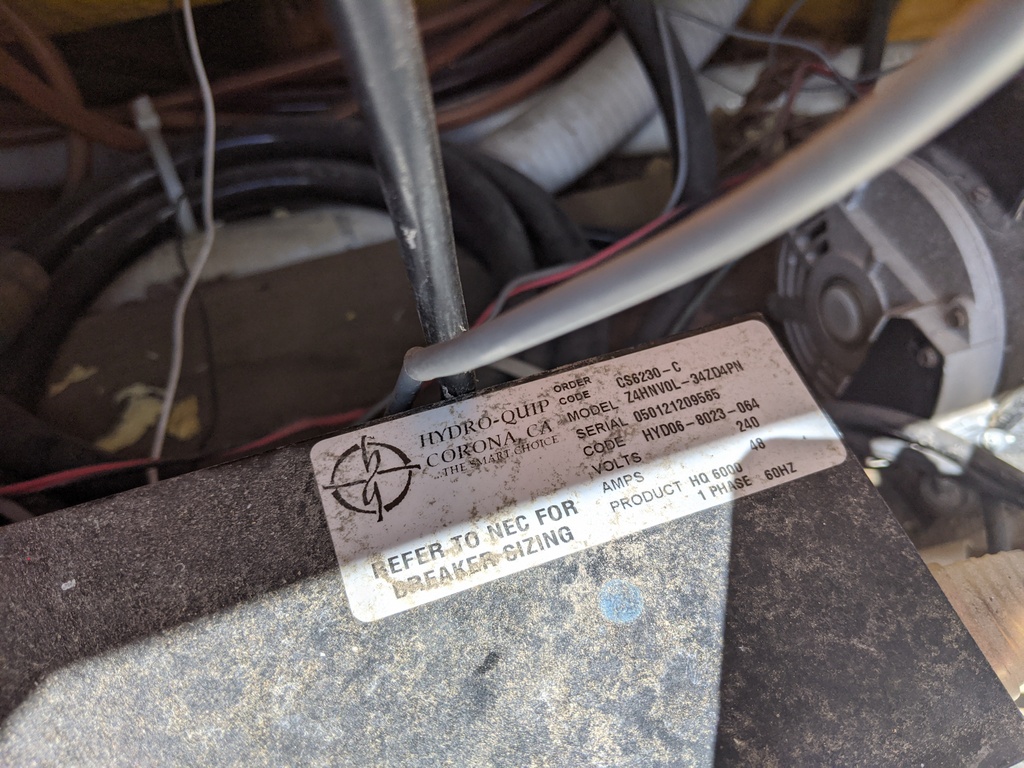 HYDRO-QUIP
CORONA, CA
"THE SMART CHOICE"
REFER TO NEC FOR
BREAKER SIZING
ORDER CODE CS6230-C
MODEL Z4HNVOL-34ZD4PN
SERIAL 050121209565
CODE HYD06-8023-064
VOLTS 240
AMPS 48
PRODUCT HQ 6000
1 PHASE 60HZ